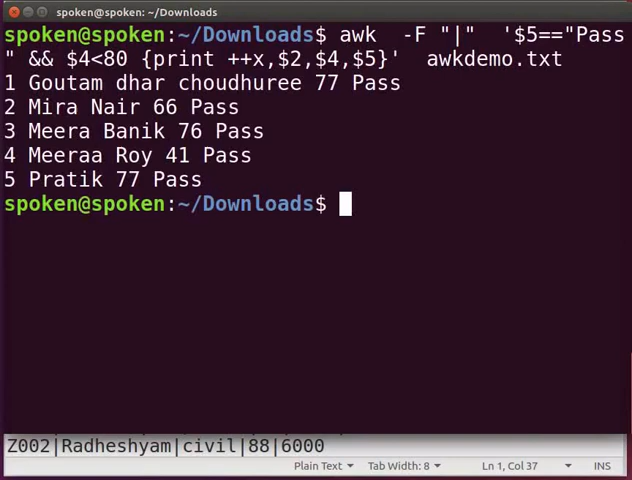 spoken@spoken: ~/Downloads
spoken@spoken:~/Downloads$ awk  -F "|"  '$5=="Pass
" && $4<80 {print ++x,$2,$4,$5}'  awkdemo.txt
1 Goutam dhar choudhuree 77 Pass
2 Mira Nair 66 Pass
3 Meera Banik 76 Pass
4 Meeraa Roy 41 Pass
5 Pratik 77 Pass
spoken@spoken:~/Downloads$
Z002|Radheshyam|civil|88|6000
Plain Text Tab Width: 8 Ln 1, Col 37 INS